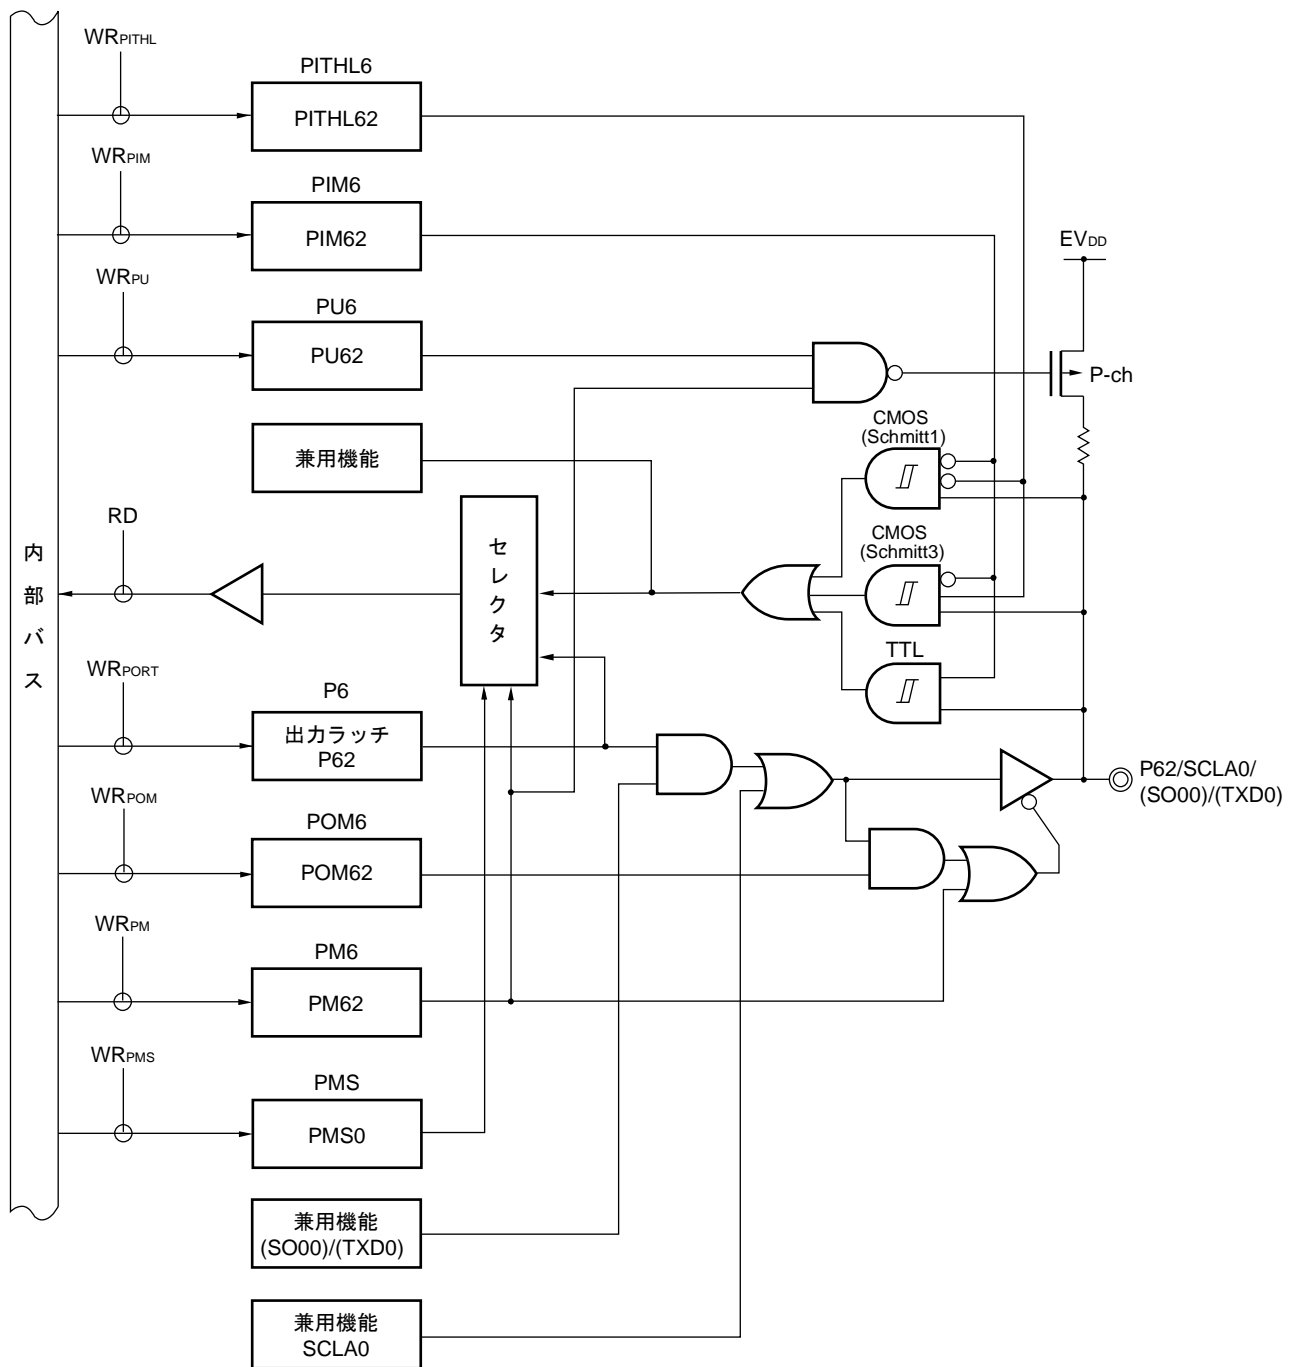 WRPITHL
PITHL6
PITHL62
WRPIM
PIM6
PIM62
EVDD
WRPU
PU6
PU62
P-ch
CMOS
(Schmitt1)
兼用機能
RD
セレクタ
CMOS
(Schmitt3)
内部バス
TTL
WRPORT
P6
出力ラッチ
P62
P62/SCLA0/
(SO00)/(TXD0)
WRPOM
POM6
POM62
WRPM
PM6
PM62
WRPMS
PMS
PMS0
兼用機能
(SO00)/(TXD0)
兼用機能
SCLA0